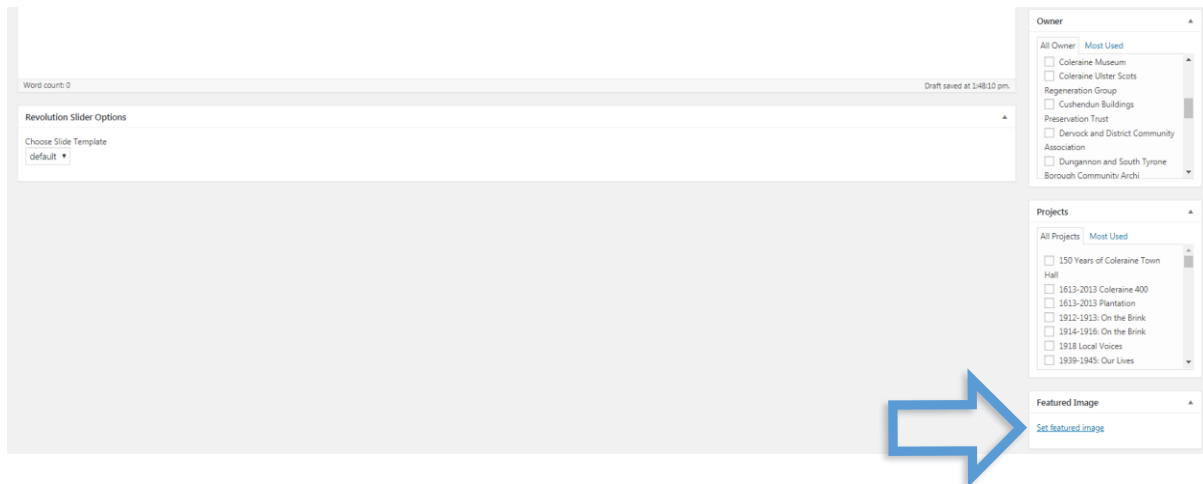 Word count: 0
Draft saved at 1:48:10 pm.
Revolution Slider Options
Choose Slide Template
default
Owner
All Owner Most Used
Coleraine Museum
Coleraine Ulster Scots
Regeneration Group
Cushendun Buildings
Preservation Trust
Dervock and District Community
Association
Dungannon and South Tyrone
Borough Community Archi
Projects
All Projects Most Used
150 Years of Coleraine Town
Hall
1613-2013 Coleraine 400
1613-2013 Plantation
1912-1913: On the Brink
1914-1916: On the Brink
1918 Local Voices
1939-1945: Our Lives
Featured Image
Set featured image